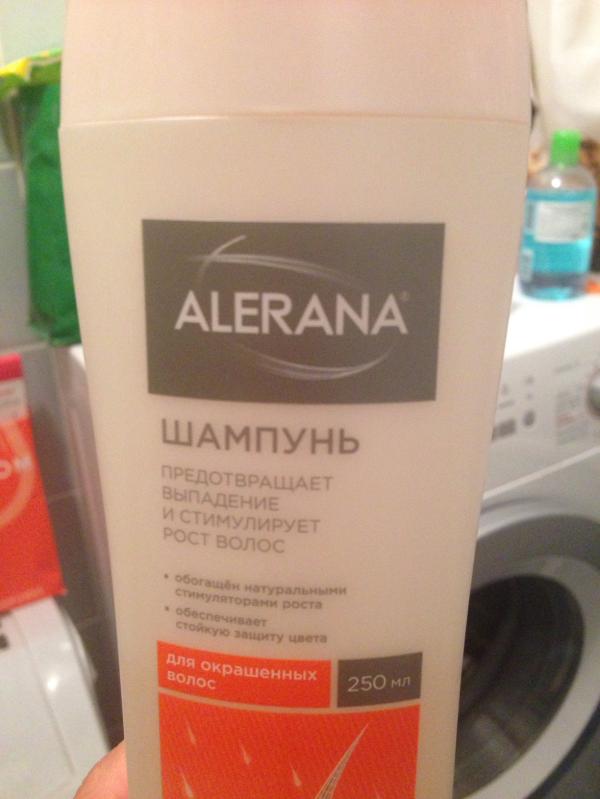 ALERANA®
ШАМПУНЬ
ПРЕДОТВРАЩАЕТ
ВЫПАДЕНИЕ
И СТИМУЛИРУЕТ
РОСТ ВОЛОС
• обогащён натуральными
стимуляторами роста
• обеспечивает
стойкую защиту цвета
для окрашенных
волос
250 мл